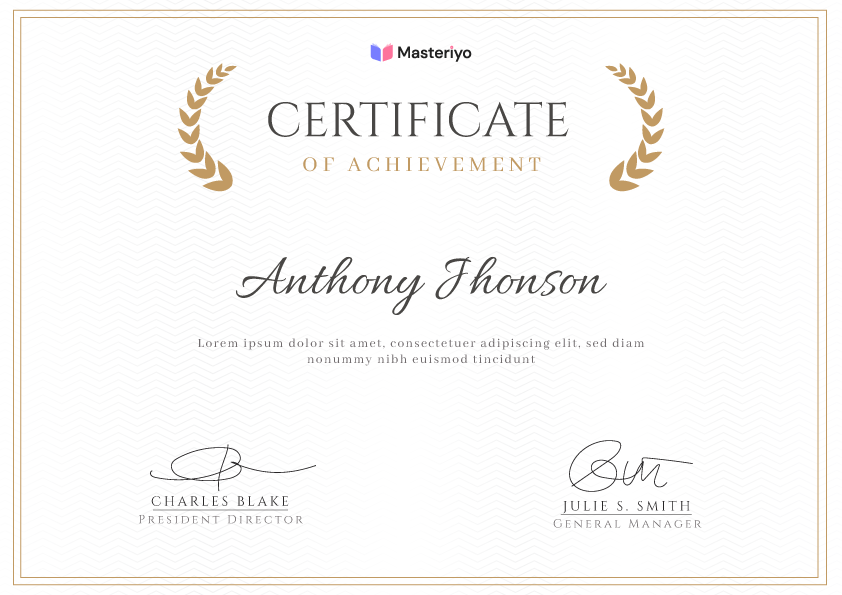 Masteriyo
CERTIFICATE
OF ACHIEVEMENT
Anthony Jhonson
Lorem ipsum dolor sit amet, consectetuer adipiscing elit, sed diam
nonummy nibh euismod tincidunt
CHARLES BLAKE
PRESIDENT DIRECTOR
JULIE S. SMITH
GENERAL MANAGER